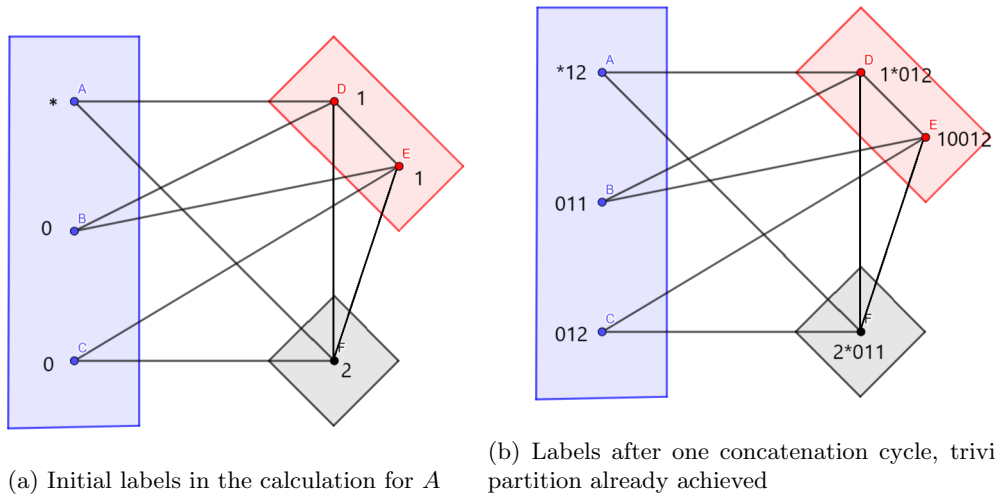 A
*
D
1
E
1
B
0
C
0
F
2
(a) Initial labels in the calculation for A
A
*12
D
1*012
E
10012
B
011
C
012
F
2*011
(b) Labels after one concatenation cycle, trivi
partition already achieved